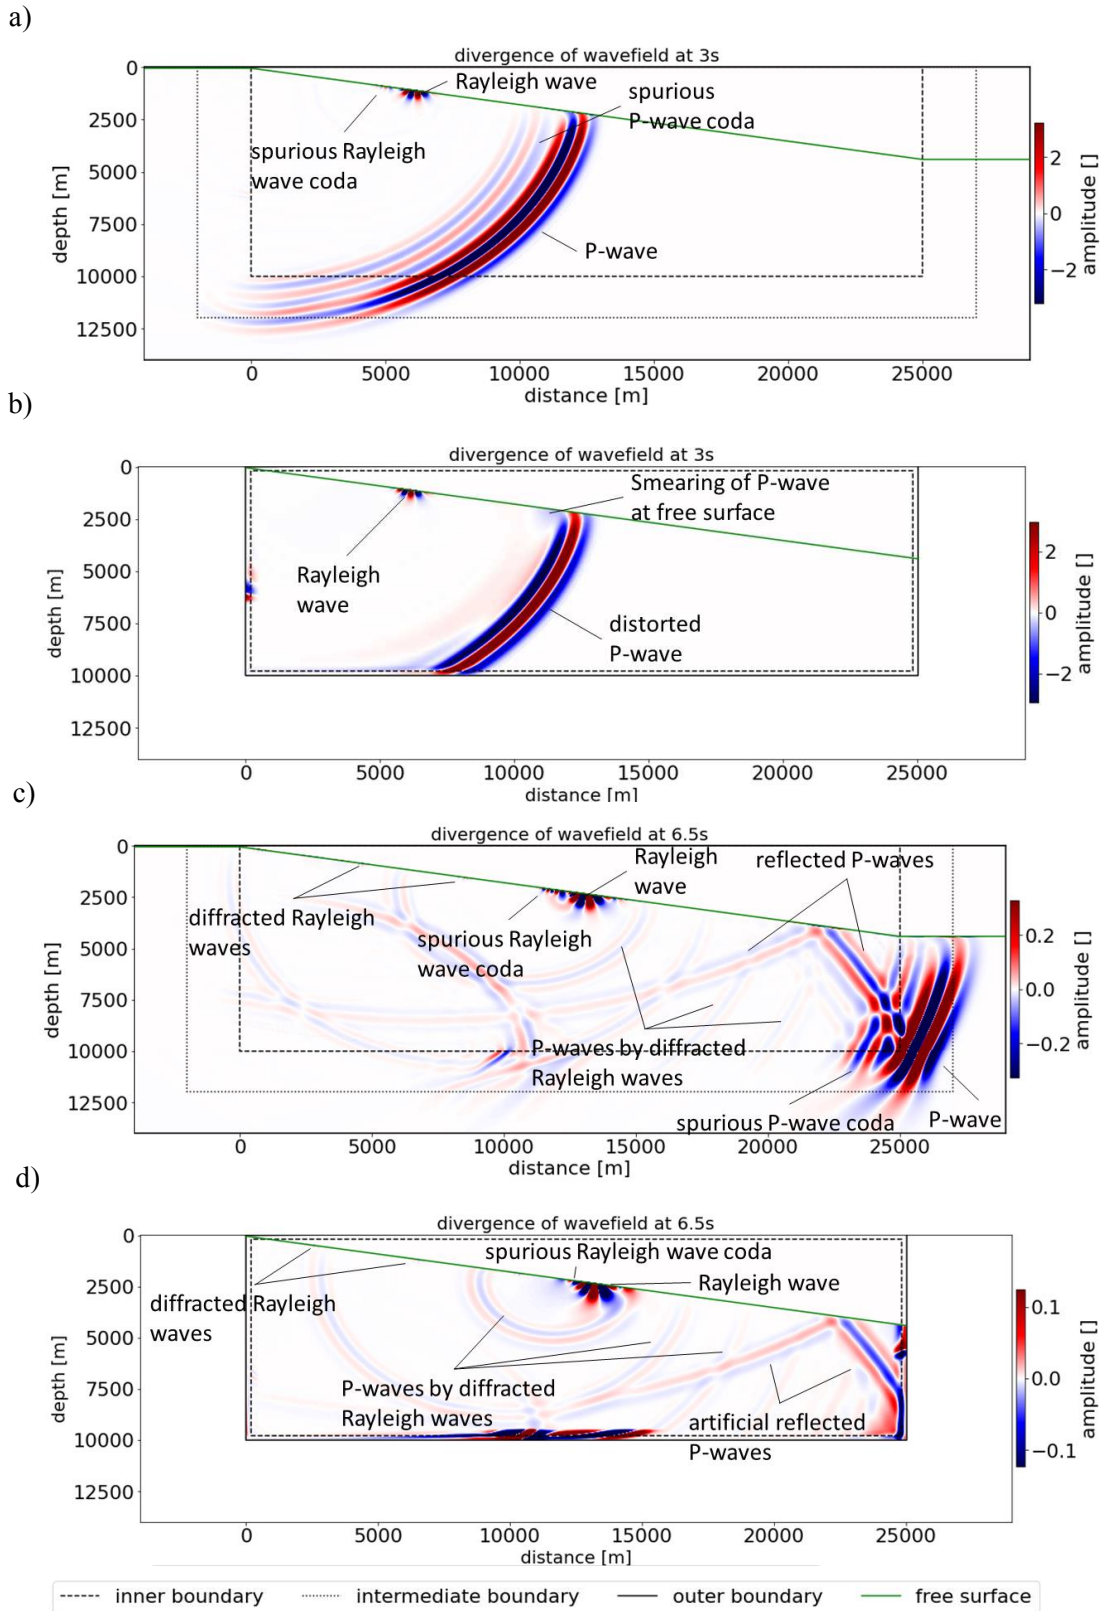 a)
divergence of wavefield at 3s
0
2500
5000
7500
10000
12500
depth [m]
Rayleigh wave
spurious
P-wave coda
spurious Rayleigh
wave coda
P-wave
0
5000
10000
15000
20000
25000
distance [m]
2
0
−2
amplitude []
b)
divergence of wavefield at 3s
0
2500
5000
7500
10000
12500
depth [m]
Smearing of P-wave
at free surface
Rayleigh
wave
distorted
P-wave
0
5000
10000
15000
20000
25000
distance [m]
2
0
−2
amplitude []
c)
divergence of wavefield at 6.5s
0
2500
5000
7500
10000
12500
depth [m]
Rayleigh
wave
reflected P-waves
diffracted Rayleigh
waves
spurious Rayleigh
wave coda
P-waves by diffracted
Rayleigh waves
spurious P-wave coda
P-wave
0
5000
10000
15000
20000
25000
distance [m]
0.2
0.0
−0.2
amplitude []
d)
divergence of wavefield at 6.5s
0
2500
5000
7500
10000
12500
depth [m]
spurious Rayleigh wave coda
Rayleigh wave
diffracted Rayleigh
waves
P-waves by diffracted
Rayleigh waves
artificial reflected
P-waves
0
5000
10000
15000
20000
25000
distance [m]
0.1
0.0
−0.1
amplitude []
inner boundary
intermediate boundary
outer boundary
free surface